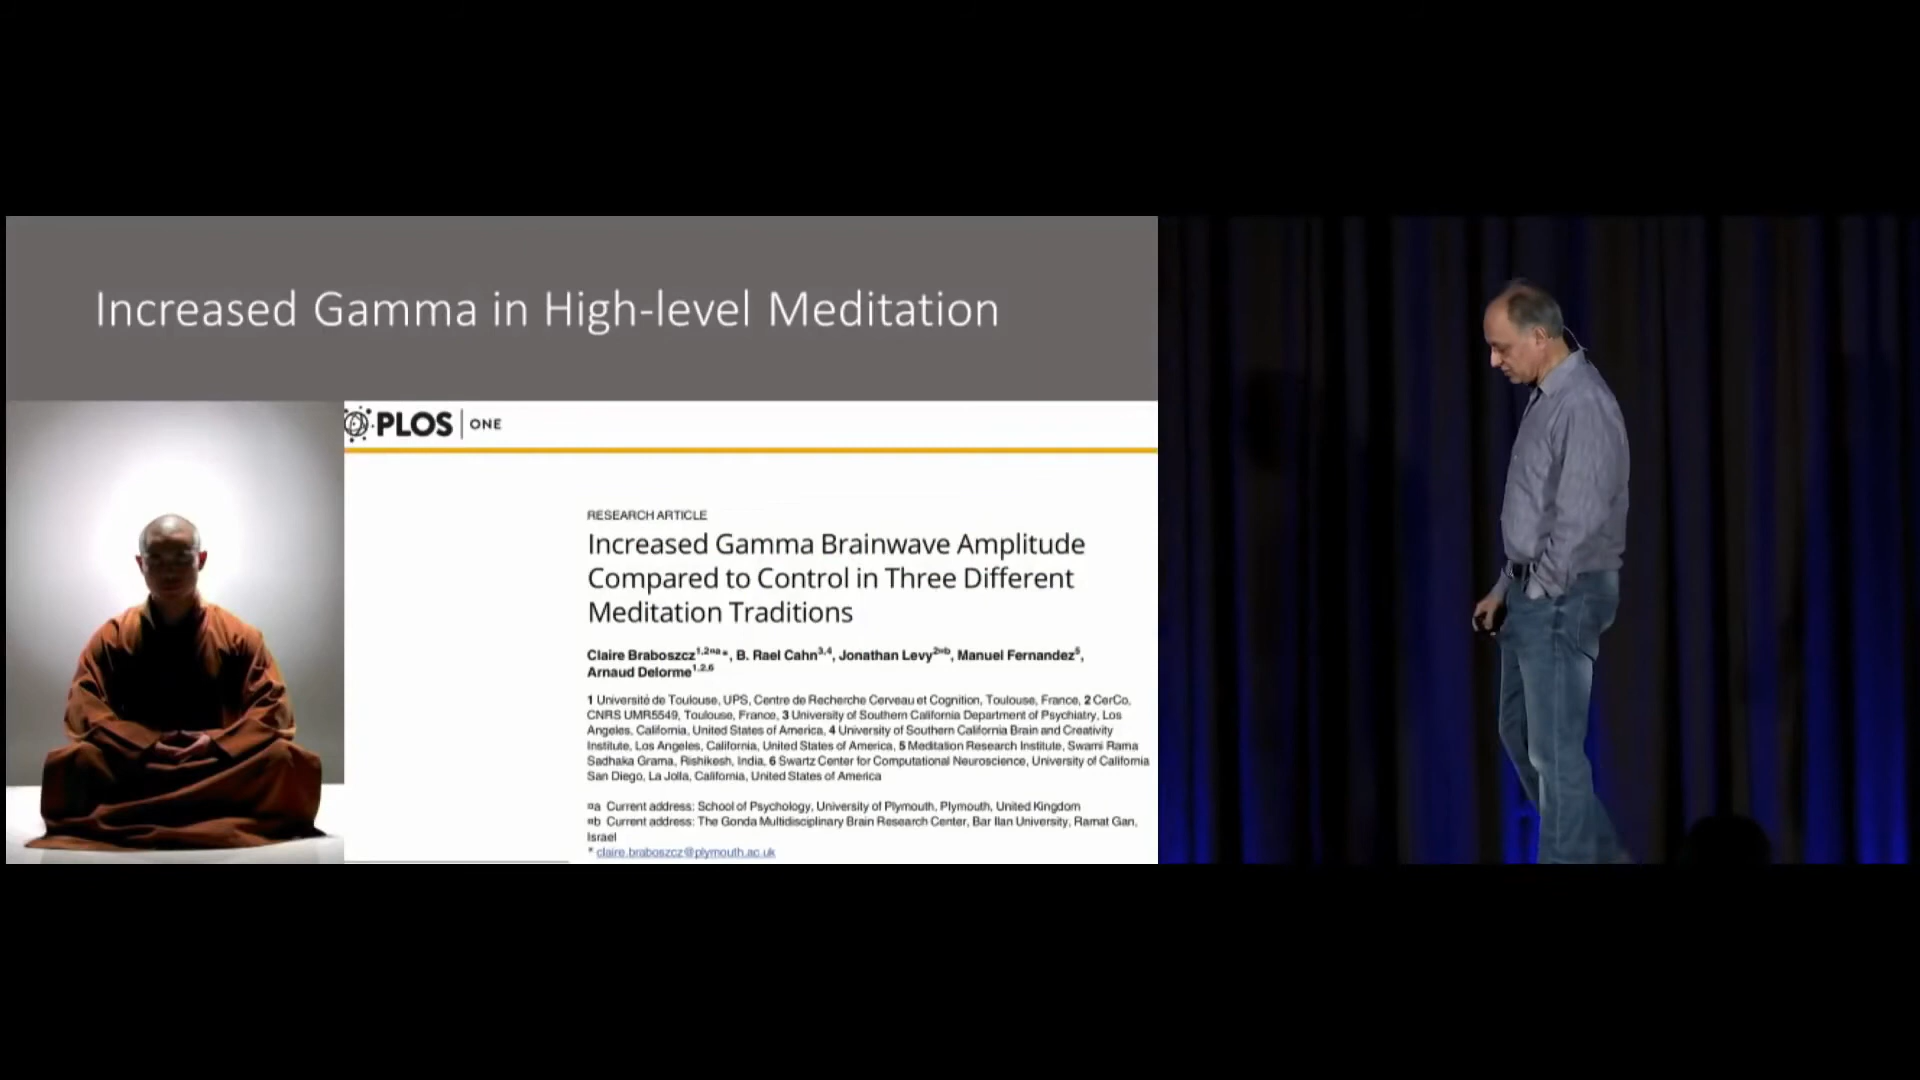 Increased Gamma in High-level Meditation
PLOS ONE
RESEARCH ARTICLE
Increased Gamma Brainwave Amplitude
Compared to Control in Three Different
Meditation Traditions
Claire Braboszcz1,2¤a*, B. Rael Cahn3,4, Jonathan Levy2¤b, Manuel Fernandez5,
Arnaud Delorme1,2,6
1 Université de Toulouse, UPS, Centre de Recherche Cerveau et Cognition, Toulouse, France, 2 CerCo,
CNRS UMR5549, Toulouse, France, 3 University of Southern California Department of Psychiatry, Los
Angeles, California, United States of America, 4 University of Southern California Brain and Creativity
Institute, Los Angeles, California, United States of America, 5 Meditation Research Institute, Swami Rama
Sadhaka Grama, Rishikesh, India, 6 Swartz Center for Computational Neuroscience, University of California
San Diego, La Jolla, California, United States of America
¤a Current address: School of Psychology, University of Plymouth, Plymouth, United Kingdom
¤b Current address: The Gonda Multidisciplinary Brain Research Center, Bar Ilan University, Ramat Gan,
Israel
* claire.braboszcz@plymouth.ac.uk